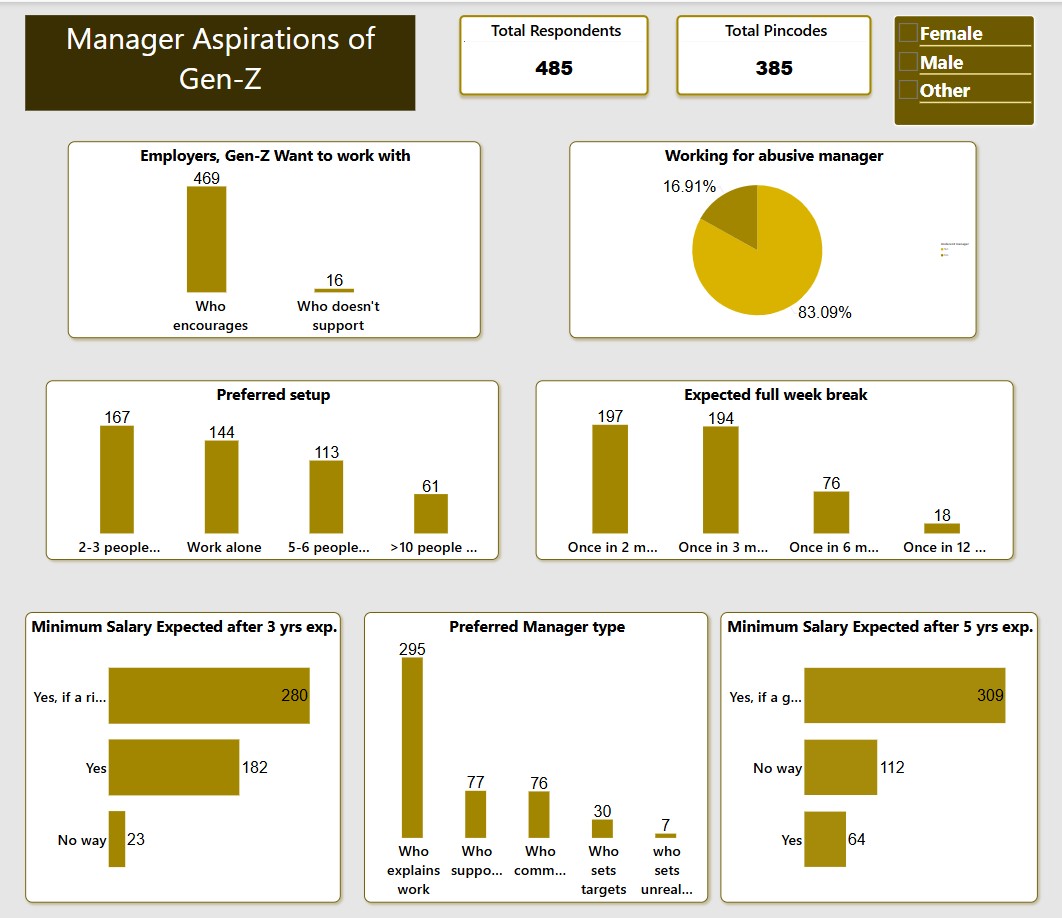 Manager Aspirations of
Gen-Z
Total Respondents
485
Total Pincodes
385
Female
Male
Other
Employers, Gen-Z Want to work with
469
16
Who
encourages
Who doesn't
support
Working for abusive manager
16.91%
83.09%
Preferred setup
167
144
113
61
2-3 people...
Work alone
5-6 people...
>10 people ...
Expected full week break
197
194
76
18
Once in 2 m...
Once in 3 m...
Once in 6 m...
Once in 12 ...
Minimum Salary Expected after 3 yrs exp.
Yes, if a ri...
280
Yes
182
No way
23
Preferred Manager type
295
77
76
30
7
Who
explains
work
Who
suppo...
Who
comm...
Who
sets
targets
who
sets
unreal...
Minimum Salary Expected after 5 yrs exp.
Yes, if a g...
309
No way
112
Yes
64